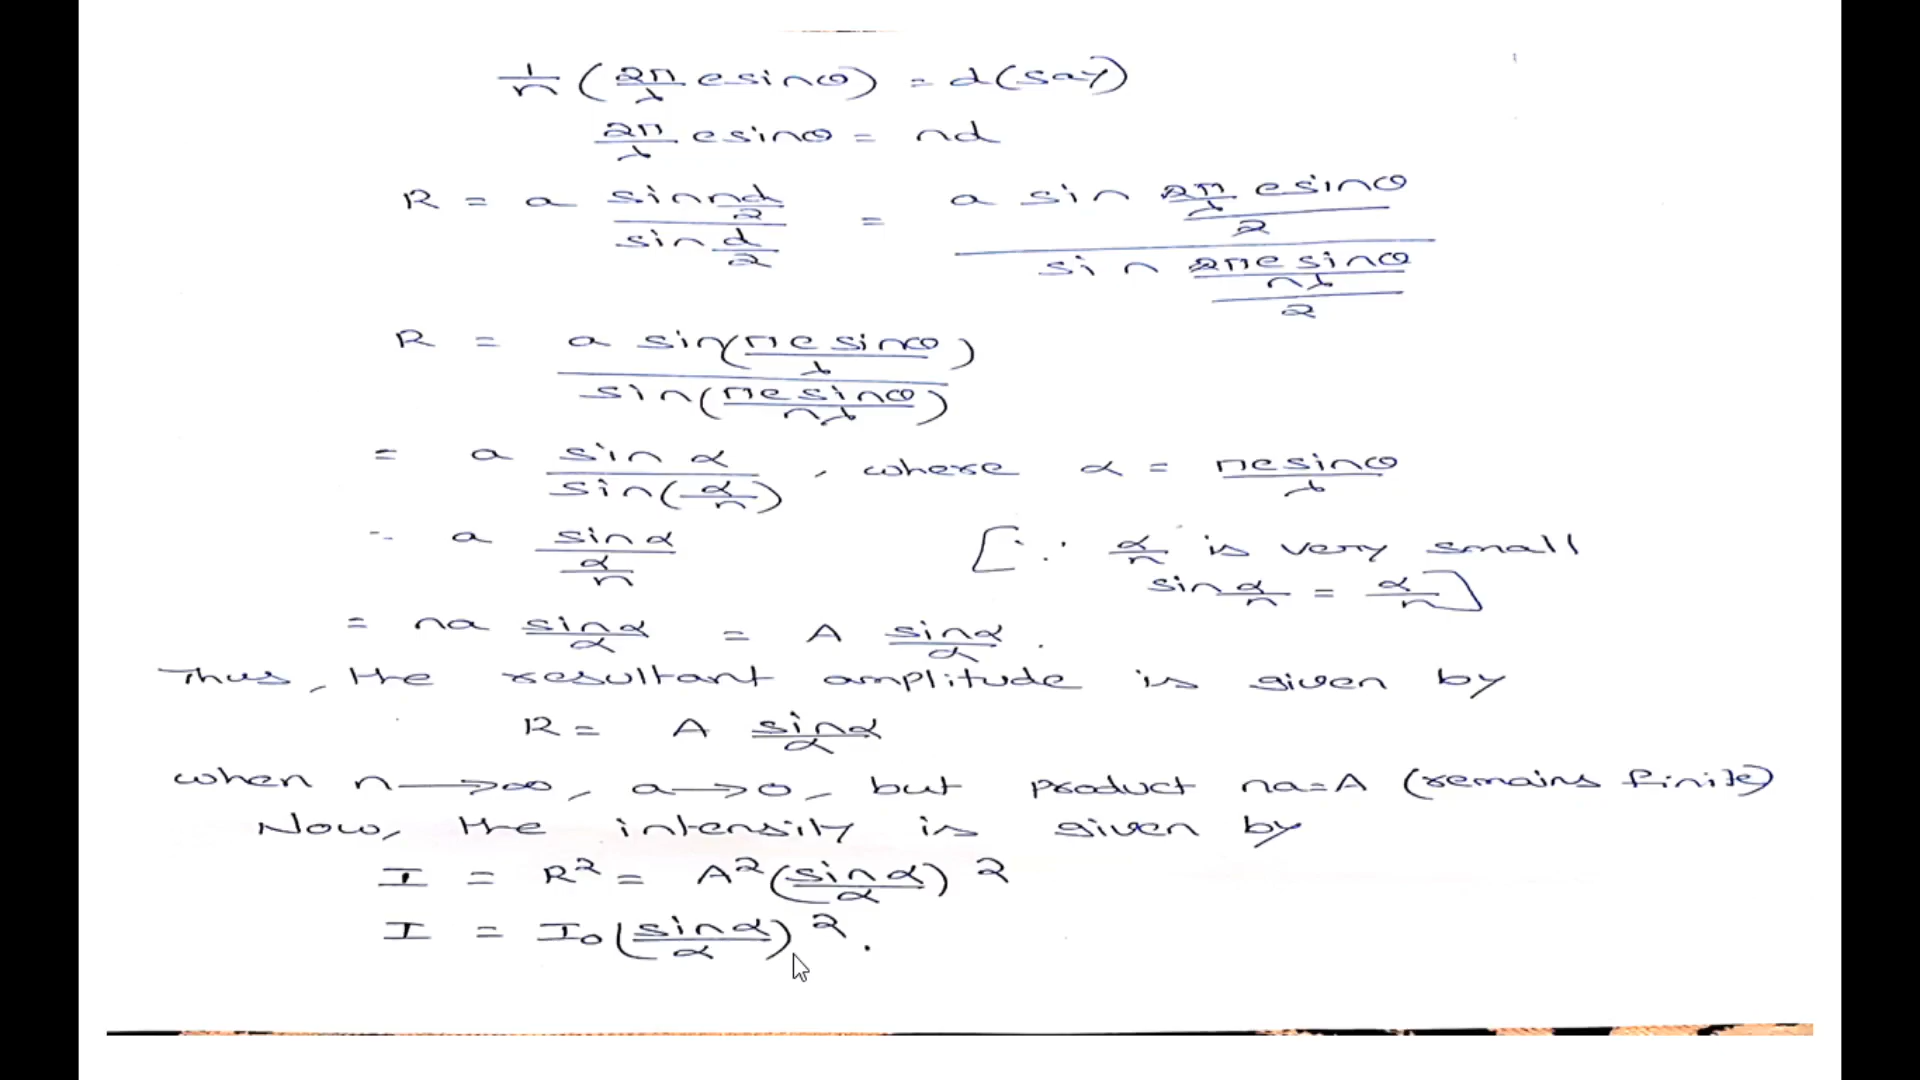 1/n (2π/λ e sinθ) = d (say)
2π/λ e sinθ = nd
R = a (sin nd/2)/(sin d/2) = (a sin (2π/λ e sinθ)/2)/(sin (2πe sinθ/nλ)/2)
R = (a sin(πe sinθ/λ))/(sin(πe sinθ/nλ))
= a (sin α)/(sin(α/n)), where α = πe sinθ/λ
= a (sin α)/(α/n) [∵ α/n is very small
sin α/n = α/n]
= na sinα/α = A sinα/α.
Thus, the resultant amplitude is given by
R = A sinα/α
when n → ∞, a → 0, but product na = A (remains finite)
Now, the intensity is given by
I = R² = A² (sin α/α)²
I = I₀ (sin α/α)².